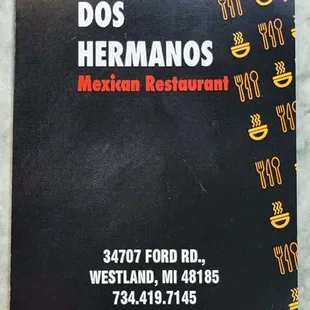 DOS
HERMANOS
Mexican Restaurant
34707 FORD RD.,
WESTLAND, MI 48185
734.419.7145